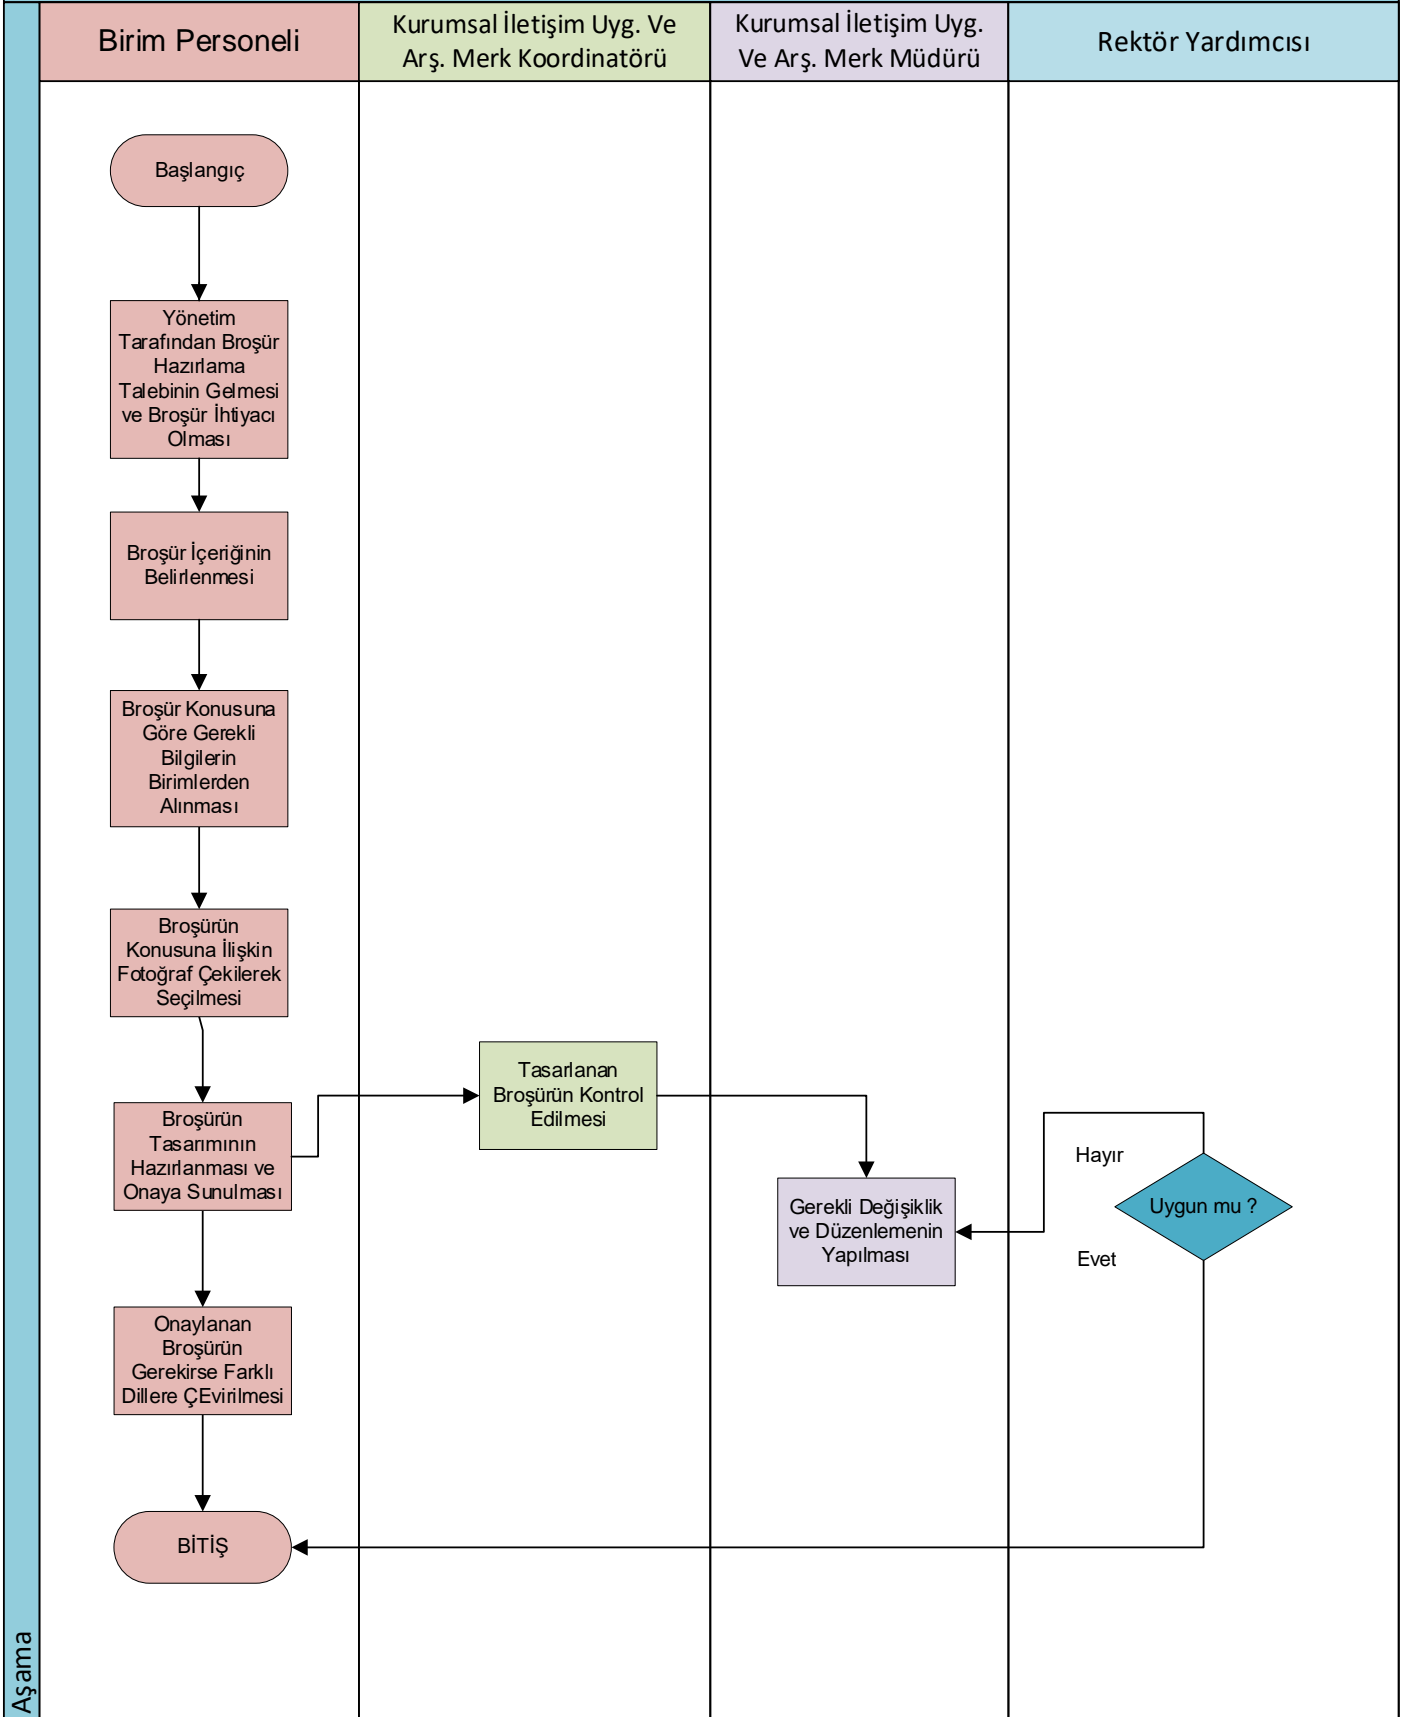 Birim Personeli
Kurumsal İletişim Uyg. Ve
Arş. Merk Koordinatörü
Kurumsal İletişim Uyg.
Ve Arş. Merk Müdürü
Rektör Yardımcısı
Başlangıç
Yönetim
Tarafından Broşür
Hazırlama
Talebinin Gelmesi
ve Broşür İhtiyacı
Olması
Broşür İçeriğinin
Belirlenmesi
Broşür Konusuna
Göre Gerekli
Bilgilerin
Birimlerden
Alınması
Broşürün
Konusuna İlişkin
Fotoğraf Çekilerek
Seçilmesi
Broşürün
Tasarımının
Hazırlanması ve
Onaya Sunulması
Tasarlanan
Broşürün Kontrol
Edilmesi
Gerekli Değişiklik
ve Düzenlemenin
Yapılması
Hayır
Uygun mu ?
Evet
Onaylanan
Broşürün
Gerekirse Farklı
Dillere ÇEvirilmesi
BİTİŞ
Aşama